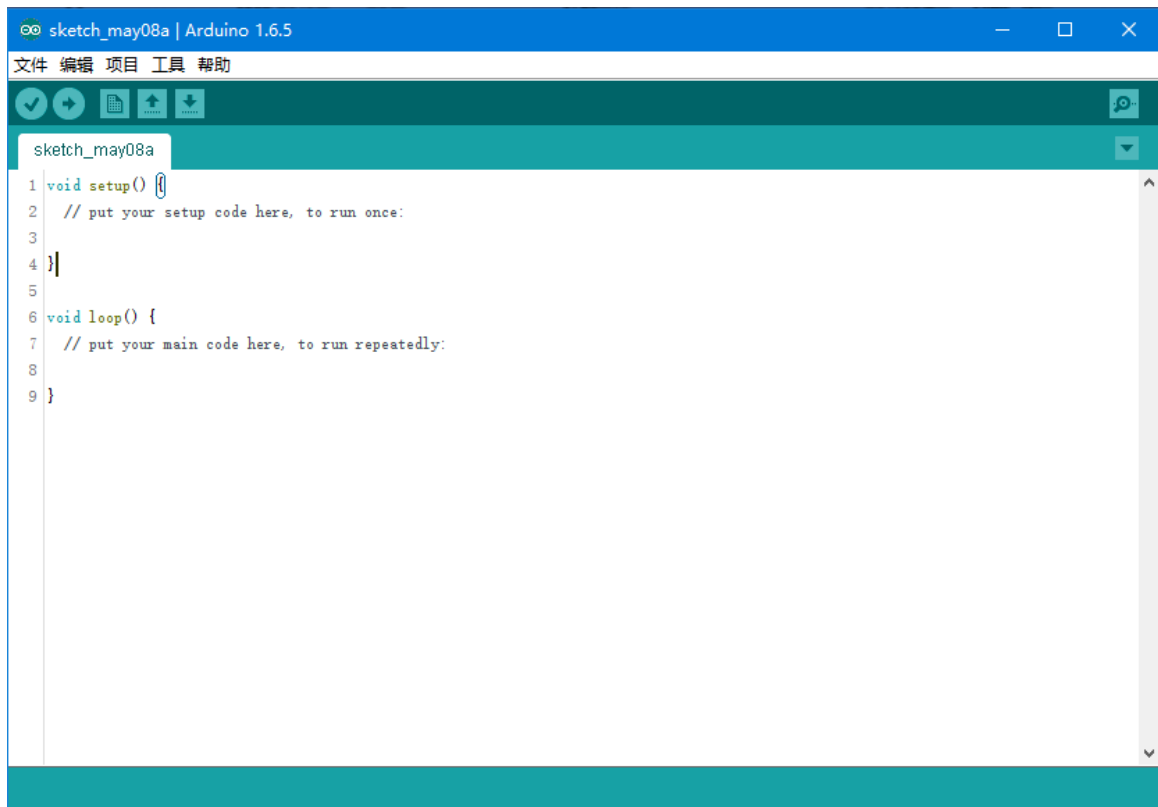 sketch_may08a | Arduino 1.6.5
文件 编辑 项目 工具 帮助
sketch_may08a
1 void setup() {
2   // put your setup code here, to run once:
3
4 }
5
6 void loop() {
7   // put your main code here, to run repeatedly:
8
9 }